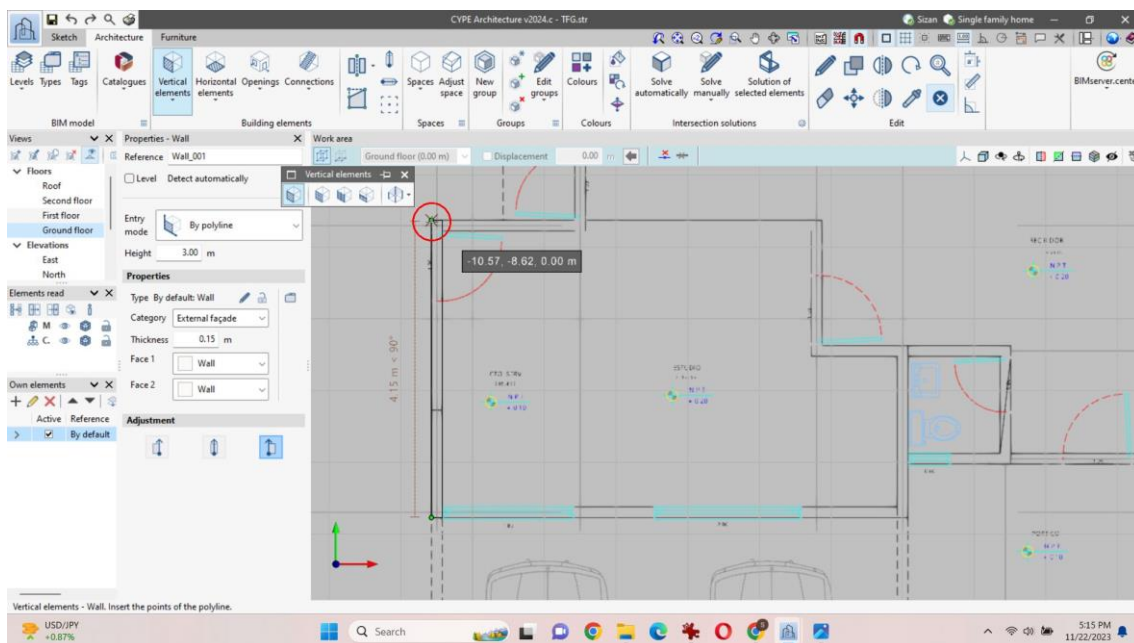 CYPE Architecture v2024.c - TFG.str
Sizan
Single family home
Sketch
Architecture
Furniture
Levels
Types
Tags
Catalogues
Vertical elements
Horizontal elements
Openings
Connections
Spaces
Adjust space
New group
Edit groups
Colours
Solve automatically
Solve manually
Solution of selected elements
BIMserver.cente
BIM model
Building elements
Spaces
Groups
Colours
Intersection solutions
Edit
Views
Properties - Wall
Work area
Reference
Wall_001
Ground floor (0.00 m)
Displacement
0.00 m
Floors
Roof
Second floor
First floor
Ground floor
Elevations
East
North
Level
Detect automatically
Vertical elements
Entry mode
By polyline
Height
3.00 m
Properties
Type
By default: Wall
Category
External façade
Thickness
0.15 m
Face 1
Wall
Face 2
Wall
Adjustment
Elements read
M
C.
Own elements
Active
Reference
By default
-10.57, -8.62, 0.00 m
4.15 m < 90°
ESTUDIO
N.P.T.
+ 0.20
Vertical elements - Wall. Insert the points of the polyline.
USD/JPY
+0.87%
Search
5:15 PM
11/22/2023